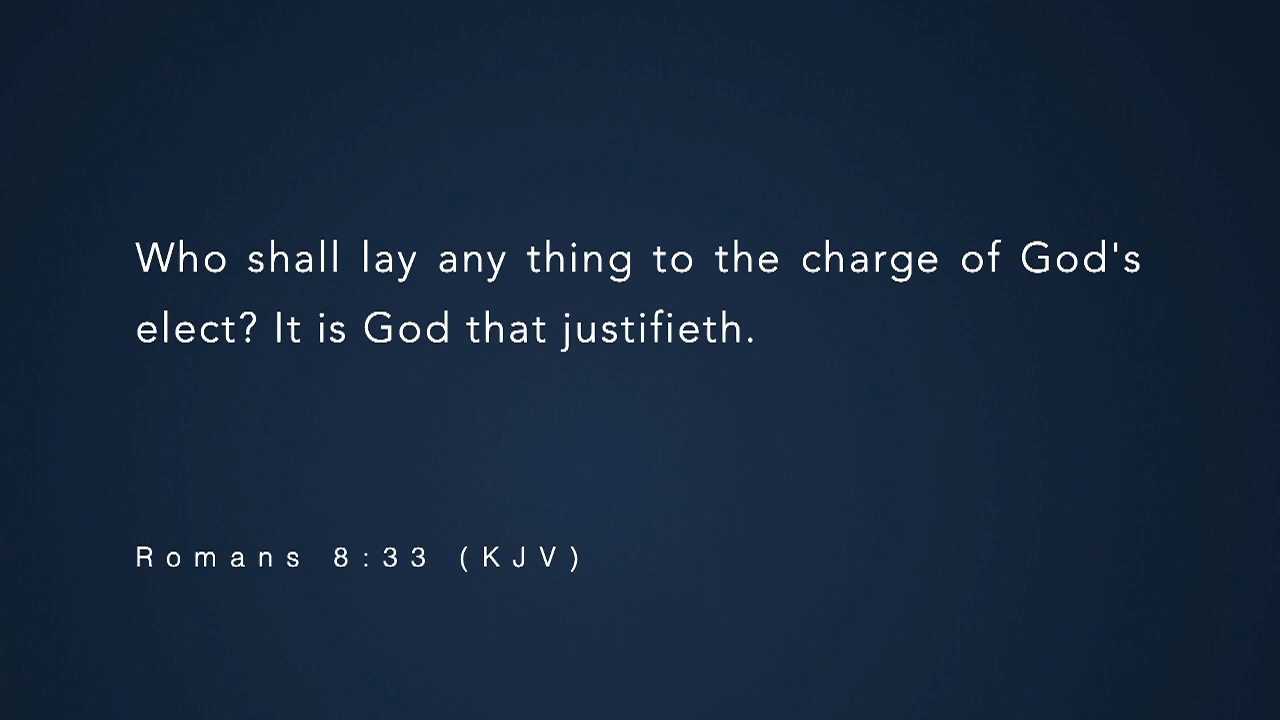 Who shall lay any thing to the charge of God's
elect? It is God that justifieth.
Romans 8:33 (KJV)